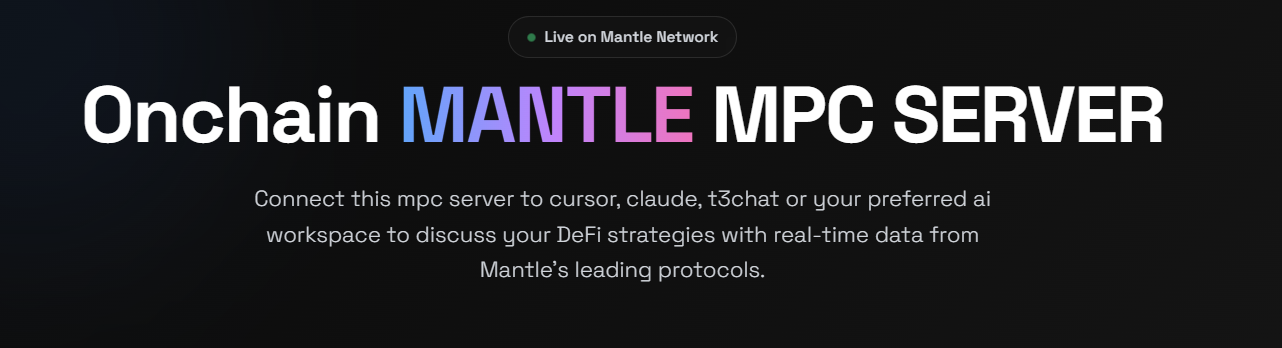 Live on Mantle Network
Onchain MANTLE MPC SERVER
Connect this mpc server to cursor, claude, t3chat or your preferred ai
workspace to discuss your DeFi strategies with real-time data from
Mantle's leading protocols.